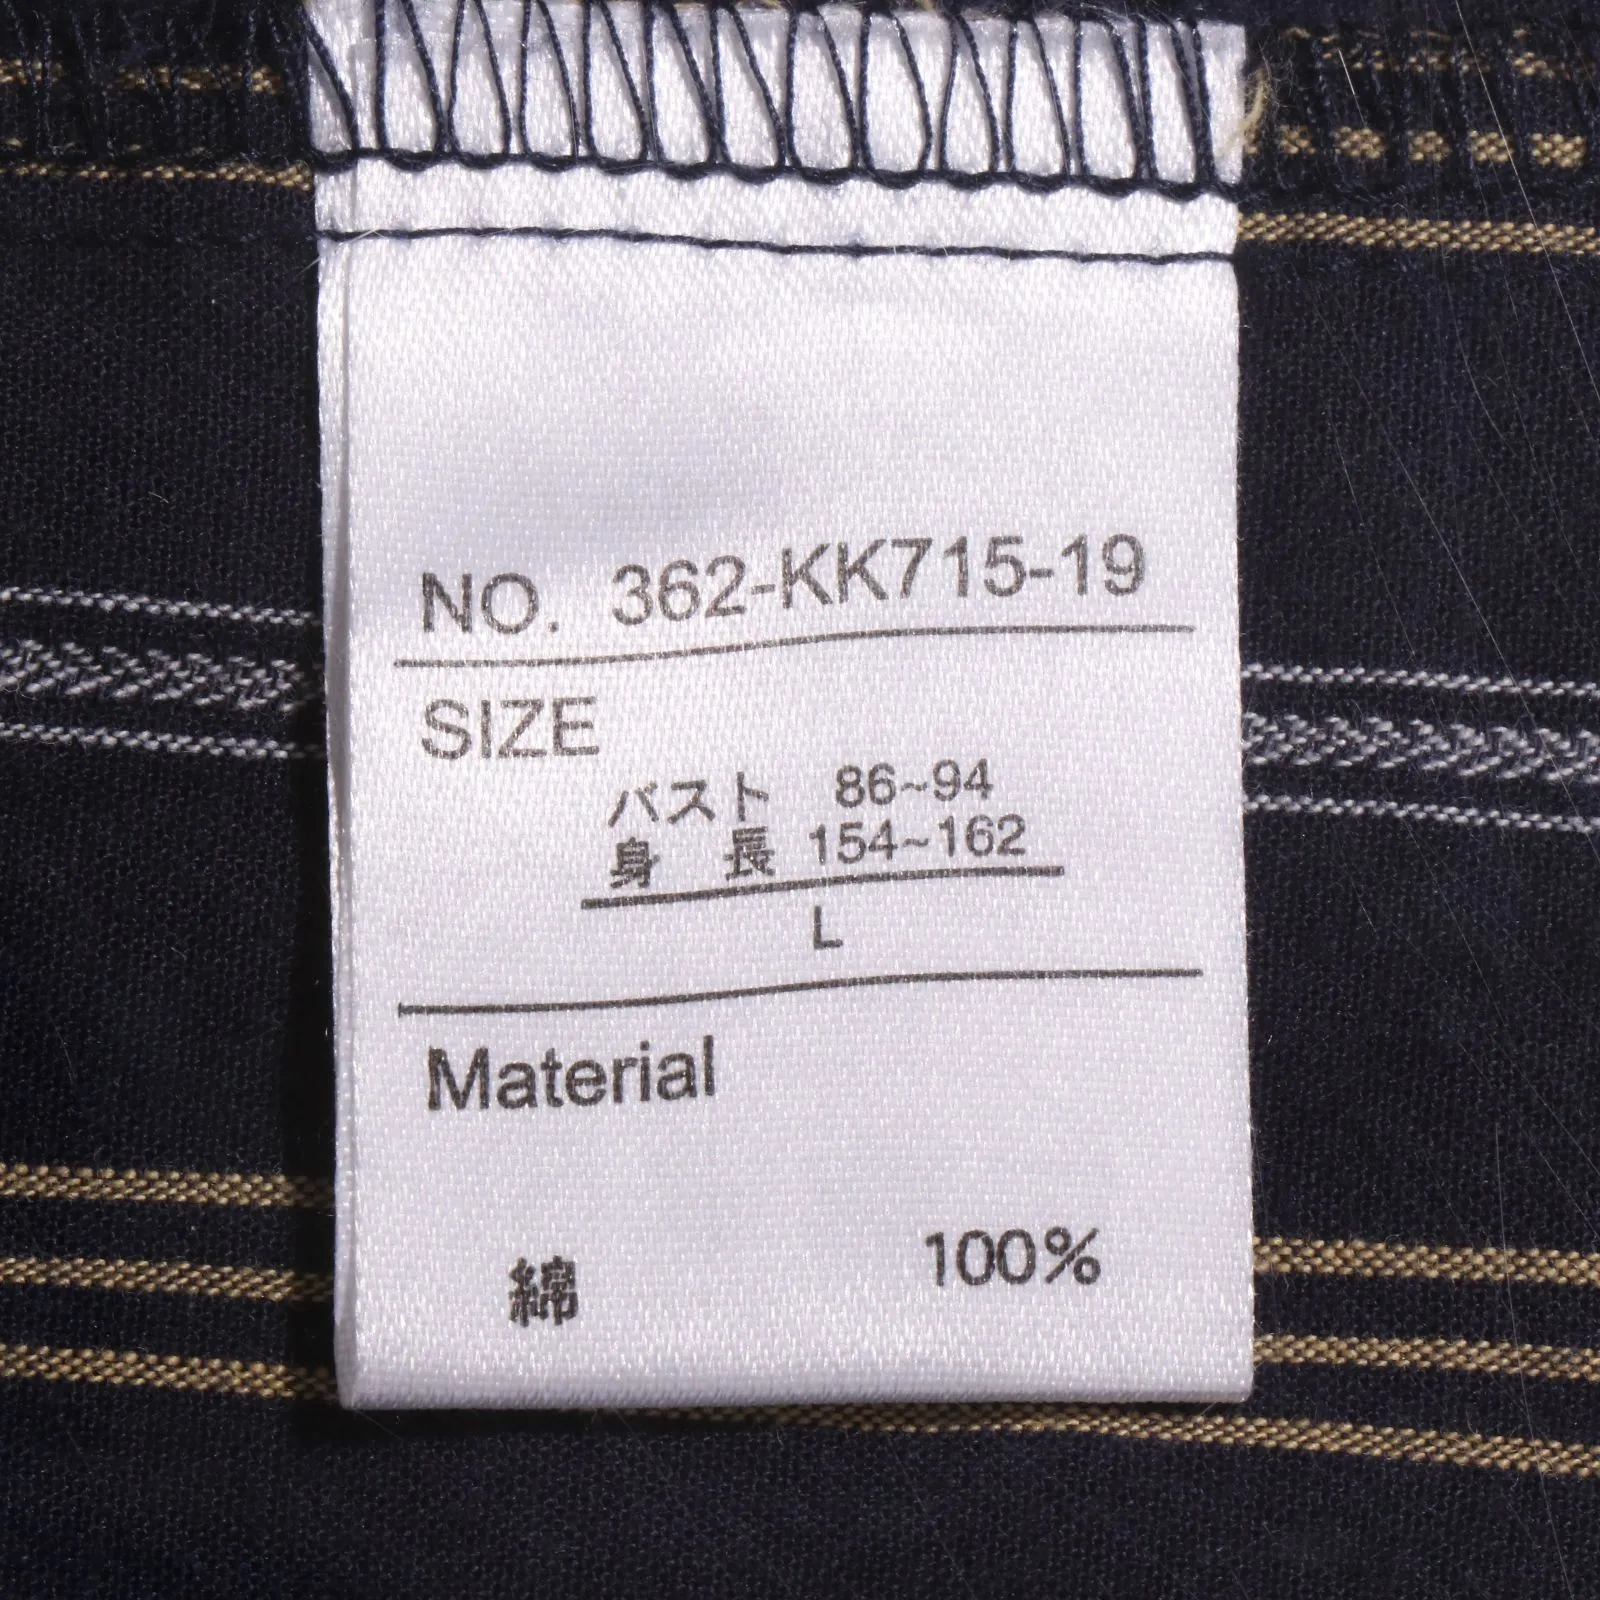 NO. 362-KK715-19
SIZE
バスト 86~94
身 長 154~162
L
Material
綿 100%